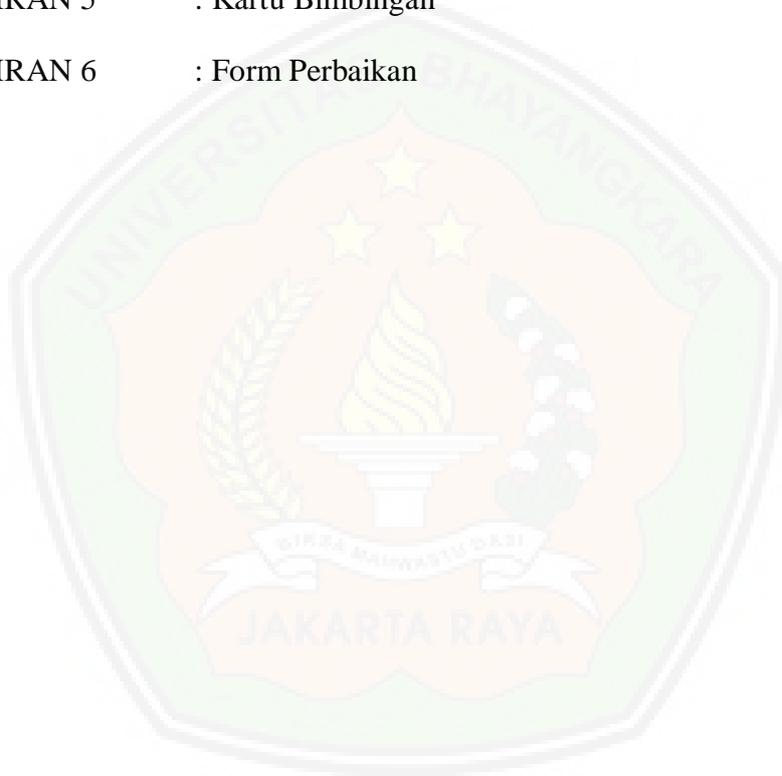 IRAN 5 : Kartu Bimbingan
IRAN 6 : Form Perbaikan
UNIVERSITAS BHAYANGKARA
JAKARTA RAYA